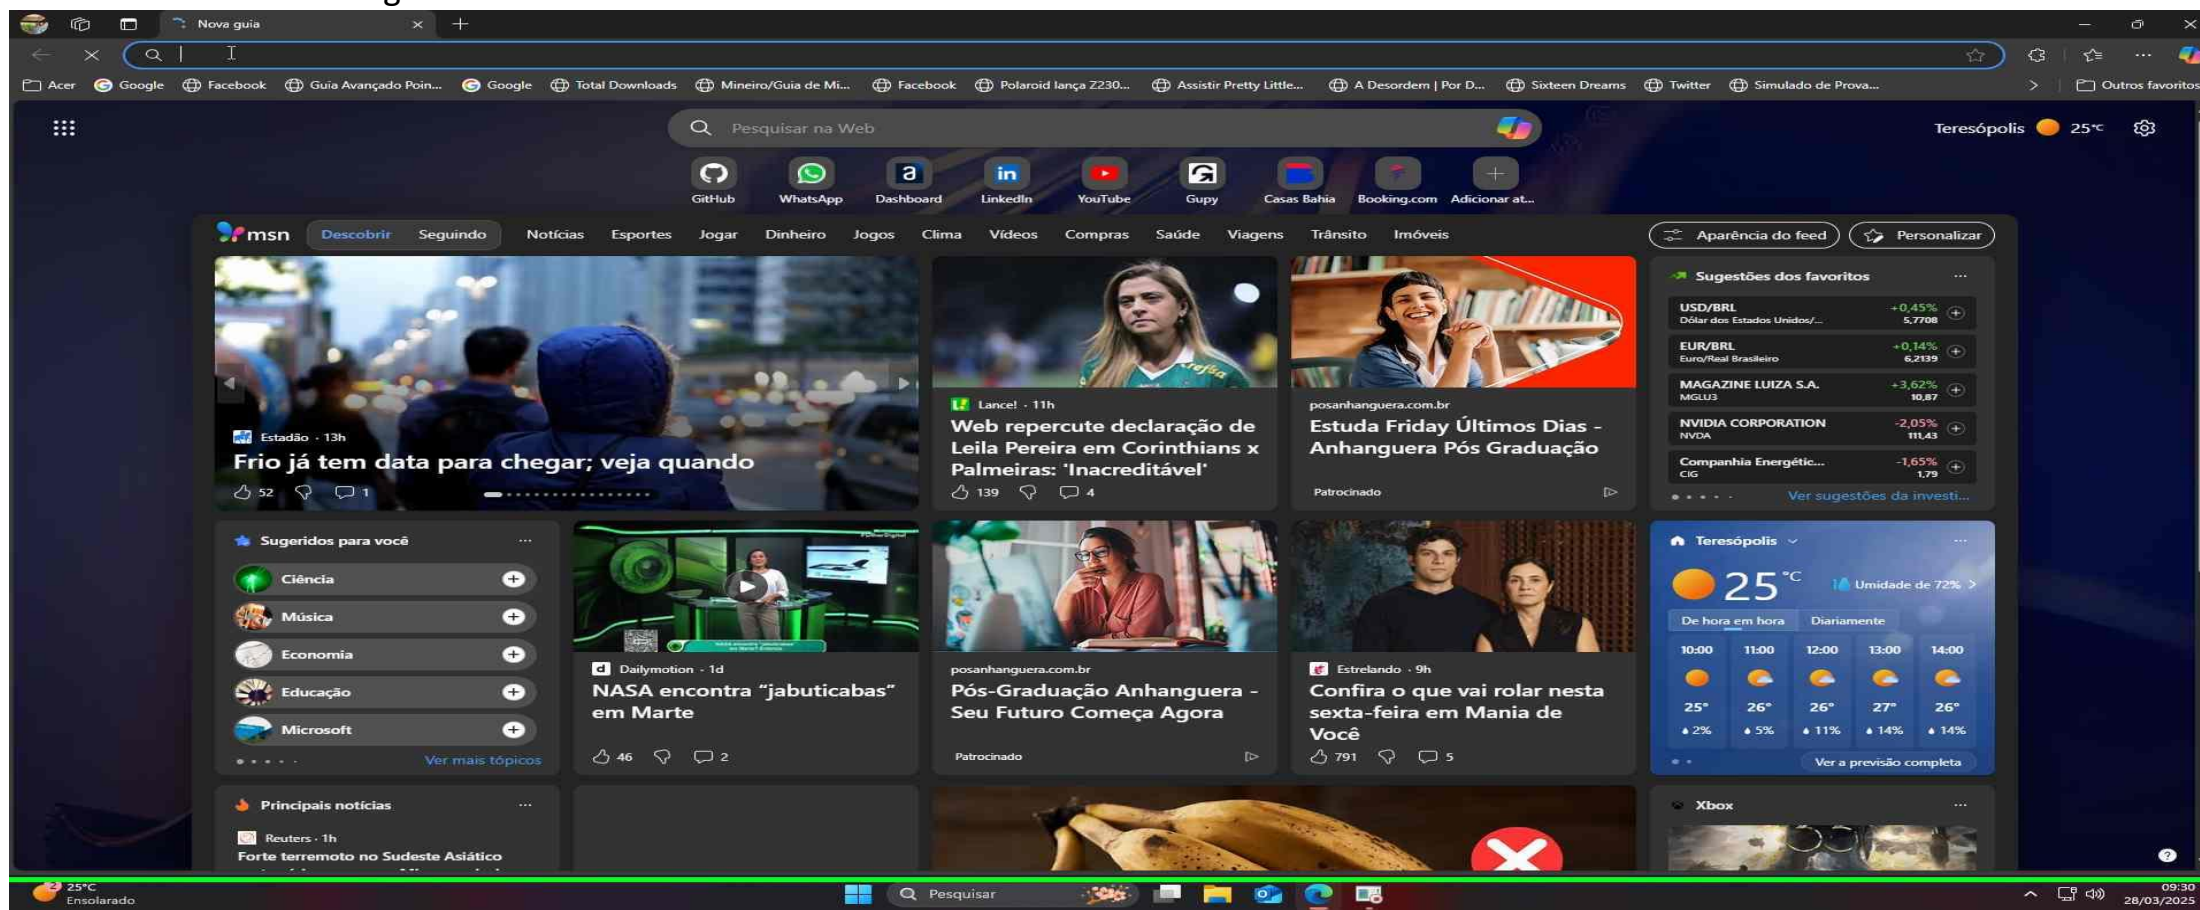 Nova guia
Acer
Google
Facebook
Guia Avançado Poin...
Google
Total Downloads
Mineiro/Guia de Mi...
Facebook
Polaroid lança Z230...
Assistir Pretty Little...
A Desordem | Por D...
Sixteen Dreams
Twitter
Simulado de Prova...
Outros favoritos
Pesquisar na Web
Teresópolis 25°C
GitHub
WhatsApp
Dashboard
LinkedIn
YouTube
Gupy
Casas Bahia
Booking.com
Adicionar at...
msn
Descobrir
Seguindo
Notícias
Esportes
Jogar
Dinheiro
Jogos
Clima
Vídeos
Compras
Saúde
Viagens
Trânsito
Imóveis
Aparência do feed
Personalizar
Estadão · 13h
Frio já tem data para chegar; veja quando
52 1
Lance! · 11h
Web repercute declaração de
Leila Pereira em Corinthians x
Palmeiras: 'Inacreditável'
139 4
posanhanguera.com.br
Estuda Friday Últimos Dias -
Anhanguera Pós Graduação
Patrocinado
Sugestões dos favoritos
USD/BRL +0,45%
Dólar dos Estados Unidos/... 5,7708
EUR/BRL +0,14%
Euro/Real Brasileiro 6,2139
MAGAZINE LUIZA S.A. +3,62%
MGLU3 10,87
NVIDIA CORPORATION -2,05%
NVDA 111,43
Companhia Energétic... -1,65%
CIG 1,79
Ver sugestões da investi...
Sugeridos para você
Ciência
Música
Economia
Educação
Microsoft
Ver mais tópicos
Dailymotion · 1d
NASA encontra “jabuticabas”
em Marte
46 2
posanhanguera.com.br
Pós-Graduação Anhanguera -
Seu Futuro Começa Agora
Patrocinado
Estrelando · 9h
Confira o que vai rolar nesta
sexta-feira em Mania de
Você
791 5
Teresópolis
25°C Umidade de 72%
De hora em hora Diariamente
10:00 11:00 12:00 13:00 14:00
25° 26° 26° 27° 26°
2% 5% 11% 14% 14%
Ver a previsão completa
Principais notícias
Reuters · 1h
Forte terremoto no Sudeste Asiático
Xbox
2
25°C
Ensolarado
Pesquisar
09:30
28/03/2025